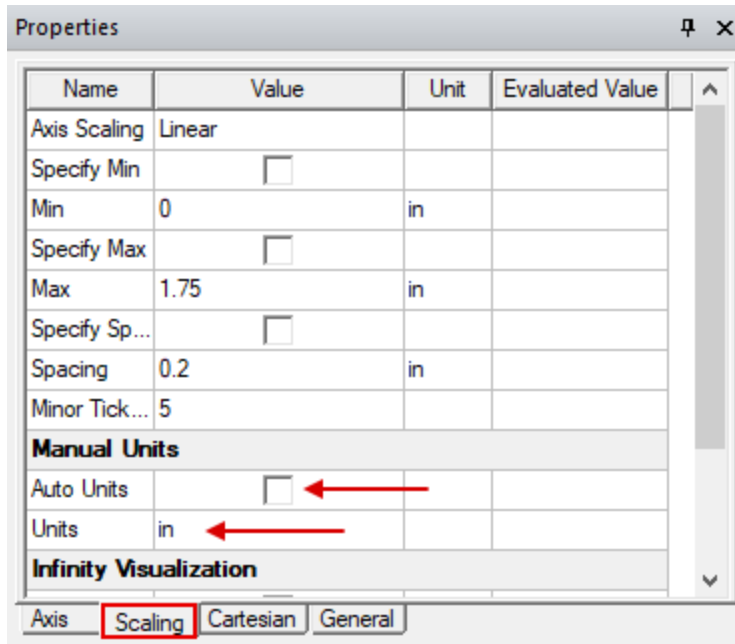 Properties
Name Value Unit Evaluated Value
Axis Scaling Linear
Specify Min
Min 0 in
Specify Max
Max 1.75 in
Specify Sp...
Spacing 0.2 in
Minor Tick... 5
Manual Units
Auto Units
Units in
Infinity Visualization
Axis Scaling Cartesian General